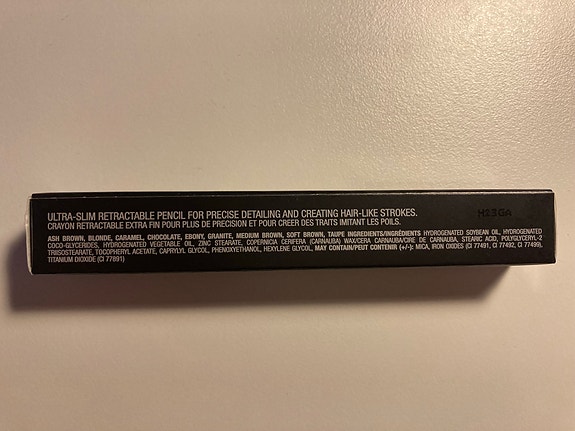 ULTRA-SLIM RETRACTABLE PENCIL FOR PRECISE DETAILING AND CREATING HAIR-LIKE STROKES.
CRAYON RETRACTABLE EXTRA FIN POUR PLUS DE PRECISION ET POUR CREER DES TRAITS IMITANT LES POILS.
H23GA
ASH BROWN, BLONDE, CARAMEL, CHOCOLATE, EBONY, GRANITE, MEDIUM BROWN, SOFT BROWN, TAUPE INGREDIENTS/INGRÉDIENTS HYDROGENATED SOYBEAN OIL, HYDROGENATED
COCO-GLYCERIDES, HYDROGENATED VEGETABLE OIL, ZINC STEARATE, COPERNICIA CERIFERA (CARNAUBA) WAX/CERA CARNAUBA/CIRE DE CARNAUBA, STEARIC ACID, POLYGLYCERYL-2
TRIISOSTEARATE, TOCOPHERYL ACETATE, CAPRYLYL GLYCOL, PHENOXYETHANOL, HEXYLENE GLYCOL, MAY CONTAIN/PEUT CONTENIR (+/-): MICA, IRON OXIDES (CI 77491, CI 77492, CI 77499),
TITANIUM DIOXIDE (CI 77891)